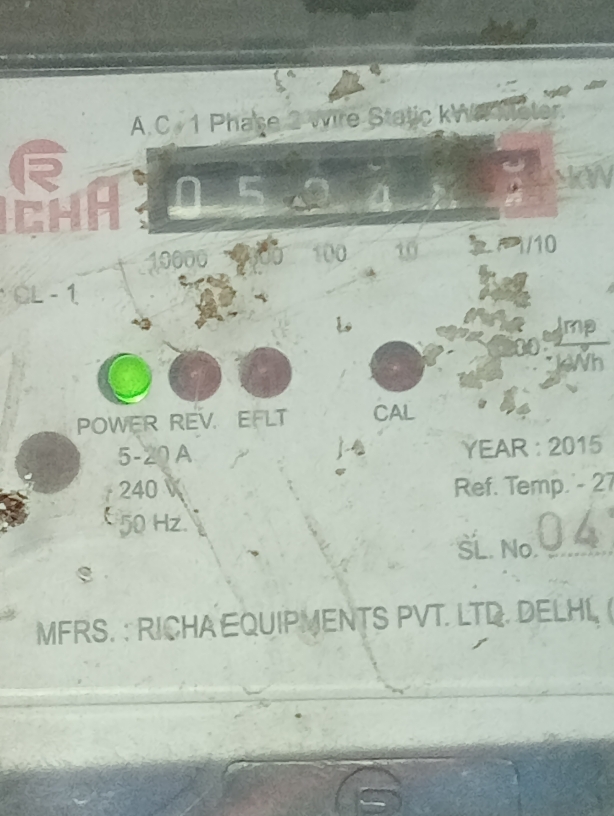 A.C. 1 Phase 2 Wire Static kWh Meter
RICHA
0 5
kW
10000 100 10 1/10
CL - 1
Imp
kWh
POWER REV. EFLT CAL
5-20 A
240 V
50 Hz.
YEAR : 2015
Ref. Temp. - 27
SL. No. 04
MFRS. : RICHA EQUIPMENTS PVT. LTD. DELHI, (